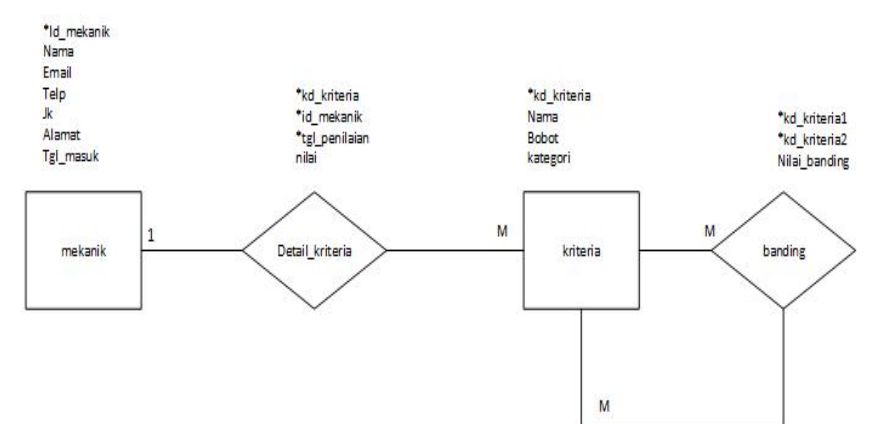 *Id_mekanik
Nama
Email
Telp
Jk
Alamat
Tgl_masuk
*kd_kriteria
*id_mekanik
*tgl_penilaian
nilai
*kd_kriteria
Nama
Bobot
kategori
*kd_kriteria1
*kd_kriteria2
Nilai_banding
mekanik
1
Detail_kriteria
M
kriteria
M
banding
M